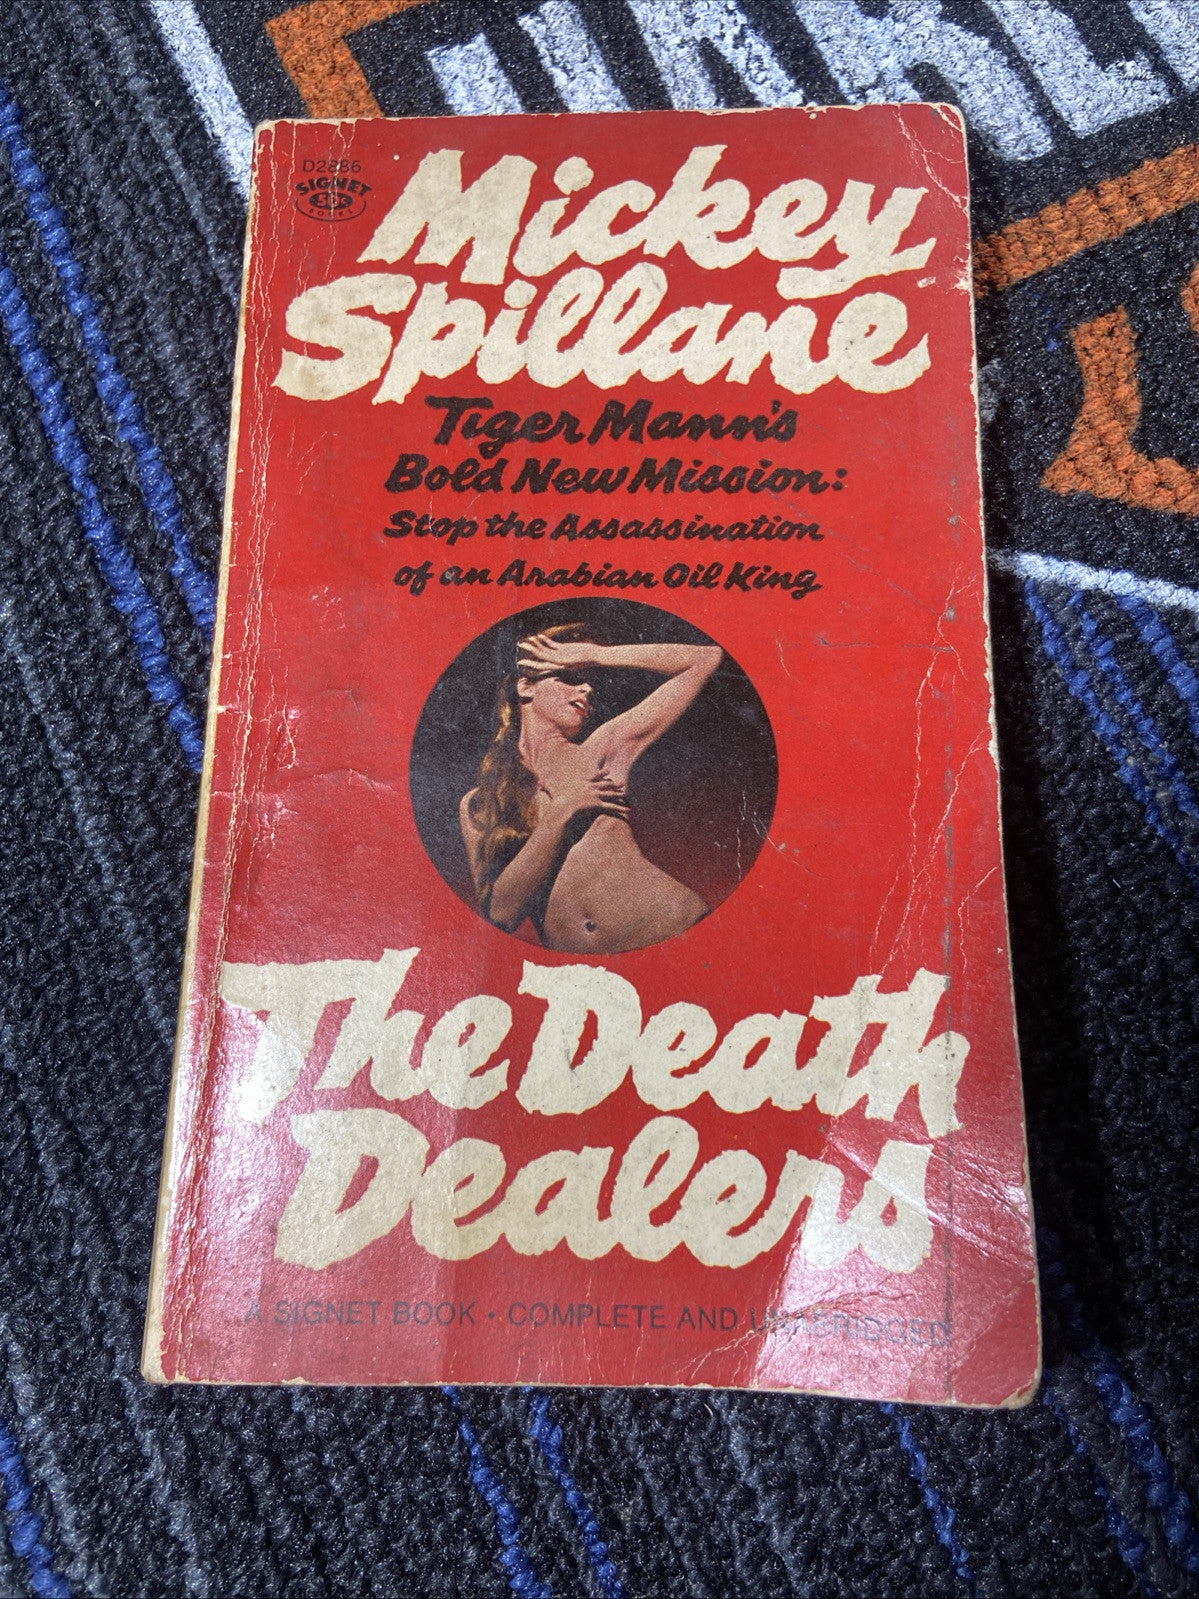 D2886
SIGNET
50c
BOOKS
Mickey
Spillane
Tiger Mann's
Bold New Mission:
Stop the Assassination
of an Arabian Oil King
The Death
Dealers
A SIGNET BOOK • COMPLETE AND UNABRIDGED